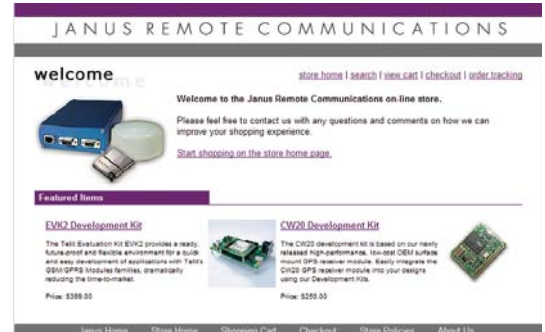 JANUS REMOTE COMMUNICATIONS
welcome
store home | search | view cart | checkout | order tracking
Welcome to the Janus Remote Communications on-line store.
Please feel free to contact us with any questions and comments on how we can
improve your shopping experience.
Start shopping on the store home page.
Featured Items
EVK2 Development Kit
The Telit Evaluation Kit EVK2 provides a ready,
future-proof and flexible environment for a quick
and easy development of applications with Telit's
GSM/GPRS Modules families, dramatically
reducing the time-to-market.
Price: $399.00
CW20 Development Kit
The CW20 development kit is based on our newly
released high-performance, low-cost OEM surface
mount GPS receiver module. Easily integrate the
CW20 GPS receiver module into your designs
using our Development Kits.
Price: $250.00
Janus Home Store Home Shopping Cart Checkout Store Policies About Us